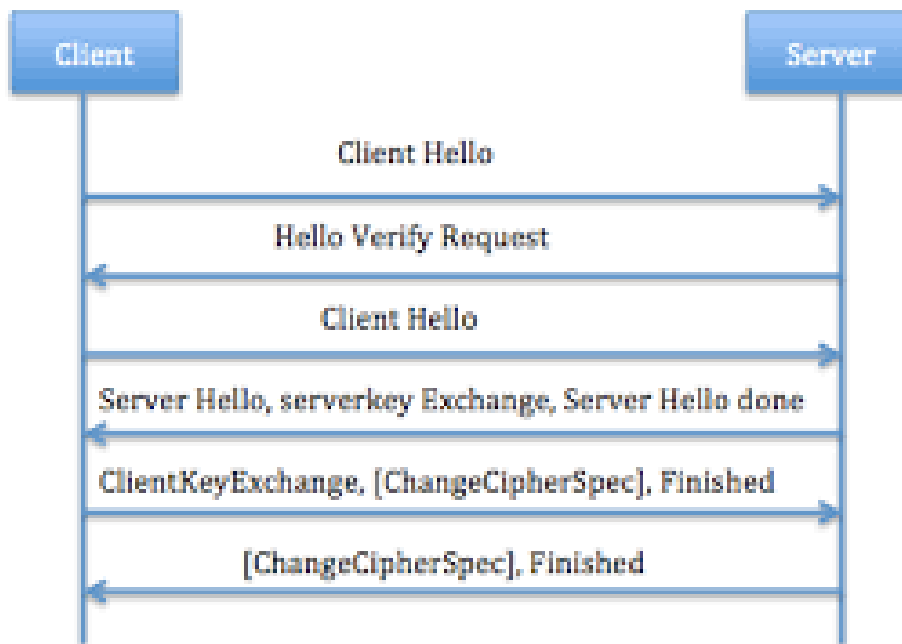 Client
Server
Client Hello
Hello Verify Request
Client Hello
Server Hello, serverkey Exchange, Server Hello done
ClientKeyExchange, [ChangeCipherSpec], Finished
[ChangeCipherSpec], Finished